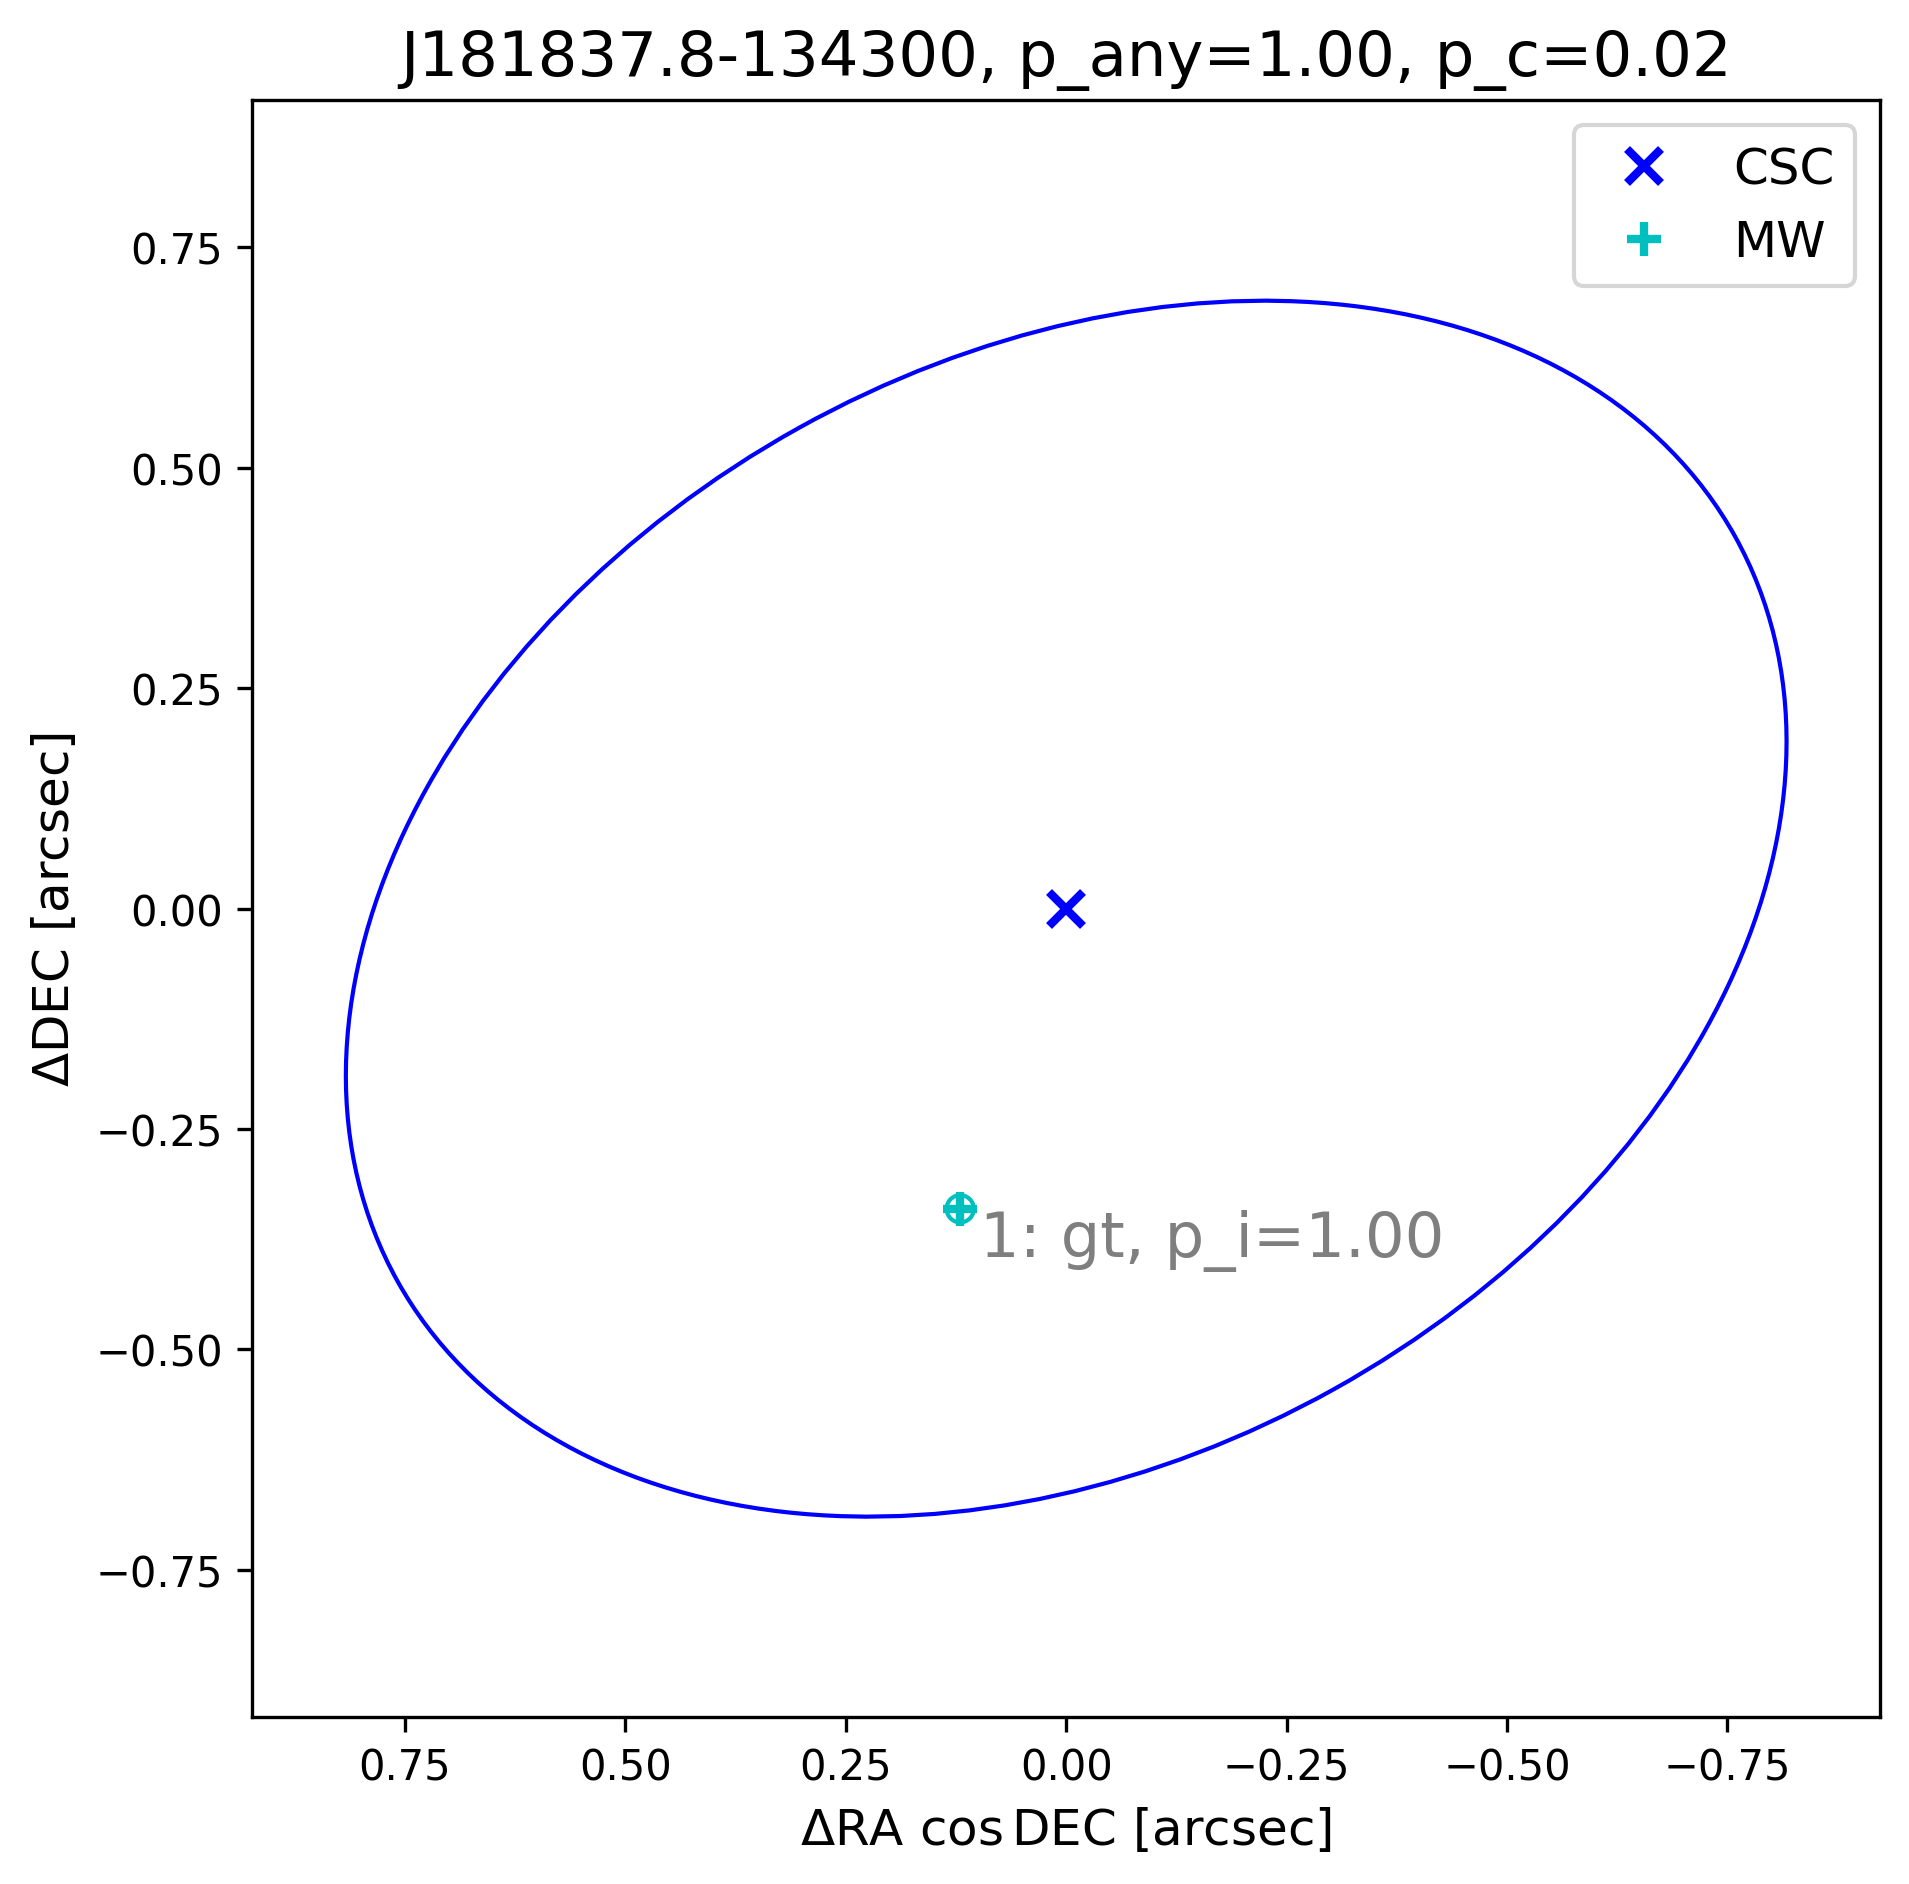 J181837.8-134300, p_any=1.00, p_c=0.02
CSC
MW
0.75
0.50
0.25
0.00
−0.25
−0.50
−0.75
ΔDEC [arcsec]
1: gt, p_i=1.00
0.75 0.50 0.25 0.00 −0.25 −0.50 −0.75
ΔRA cos DEC [arcsec]